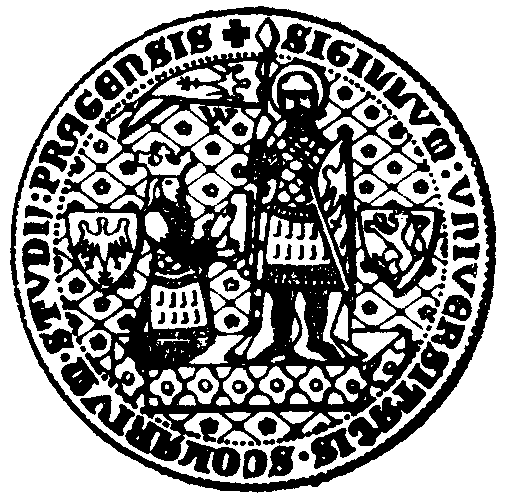 ✚ SIGILLVM · VNIVERSITATIS · SCOLARIVM · STVDII : PRAGENSIS
W